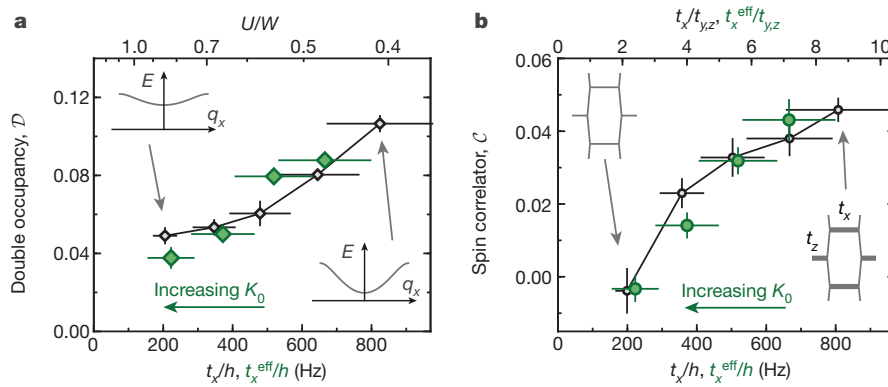 a
U/W
1.0 0.7 0.5 0.4
0.12
0.08
0.04
0.00
Double occupancy, 𝒟
E
q_x
E
q_x
Increasing K_0
0 200 400 600 800
t_x/h, t_x^eff/h (Hz)
b
t_x/t_y,z, t_x^eff/t_y,z
0 2 4 6 8 10
0.06
0.04
0.02
0.00
Spin correlator, 𝒞
t_x
t_z
Increasing K_0
0 200 400 600 800 1000
t_x/h, t_x^eff/h (Hz)